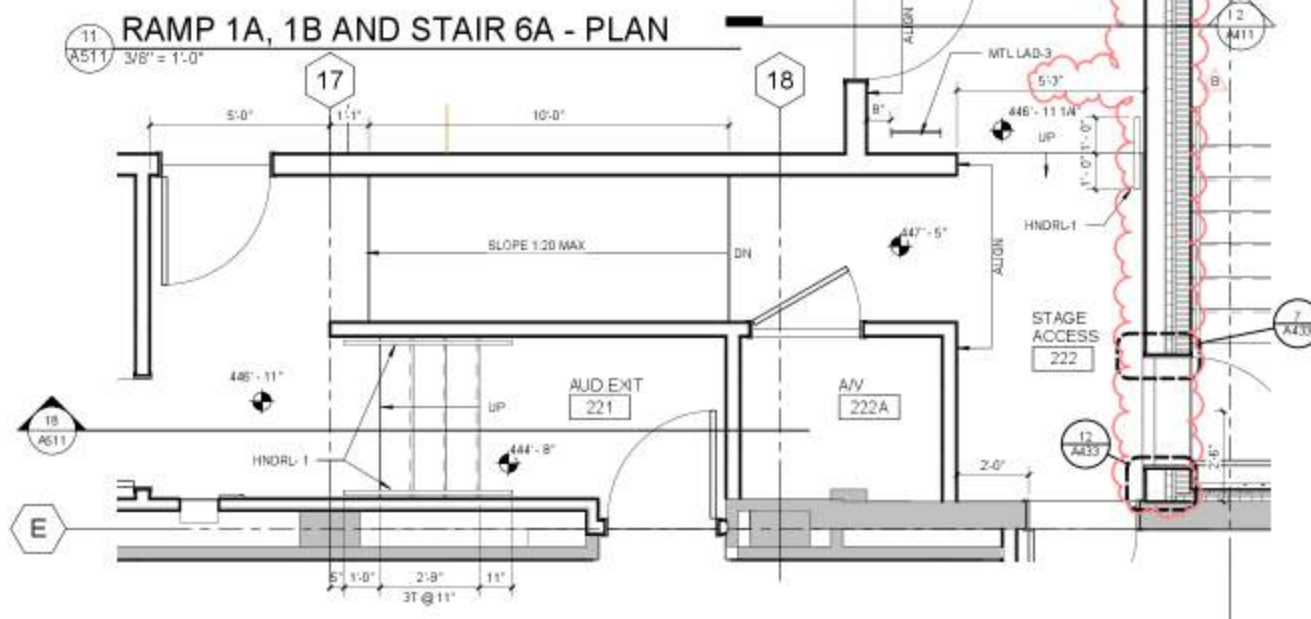 11
A511
RAMP 1A, 1B AND STAIR 6A - PLAN
3/8" = 1'-0"
17
18
ALIGN
MTL LAD-3
12
A411
B
5'-0"
1'-1"
10'-0"
8"
5'-3"
446' - 11 1/4"
UP
1'- 0"
1'- 0"
HNDRL-1
SLOPE 1:20 MAX
DN
447' - 5"
ALIGN
STAGE
ACCESS
222
7
A433
446' - 11"
AUD EXIT
221
A/V
222A
UP
18
A511
HNDRL- 1
444' - 8"
12
A433
2'-0"
2'-6"
E
5"
1'-0"
2'-9"
11"
3T @ 11"